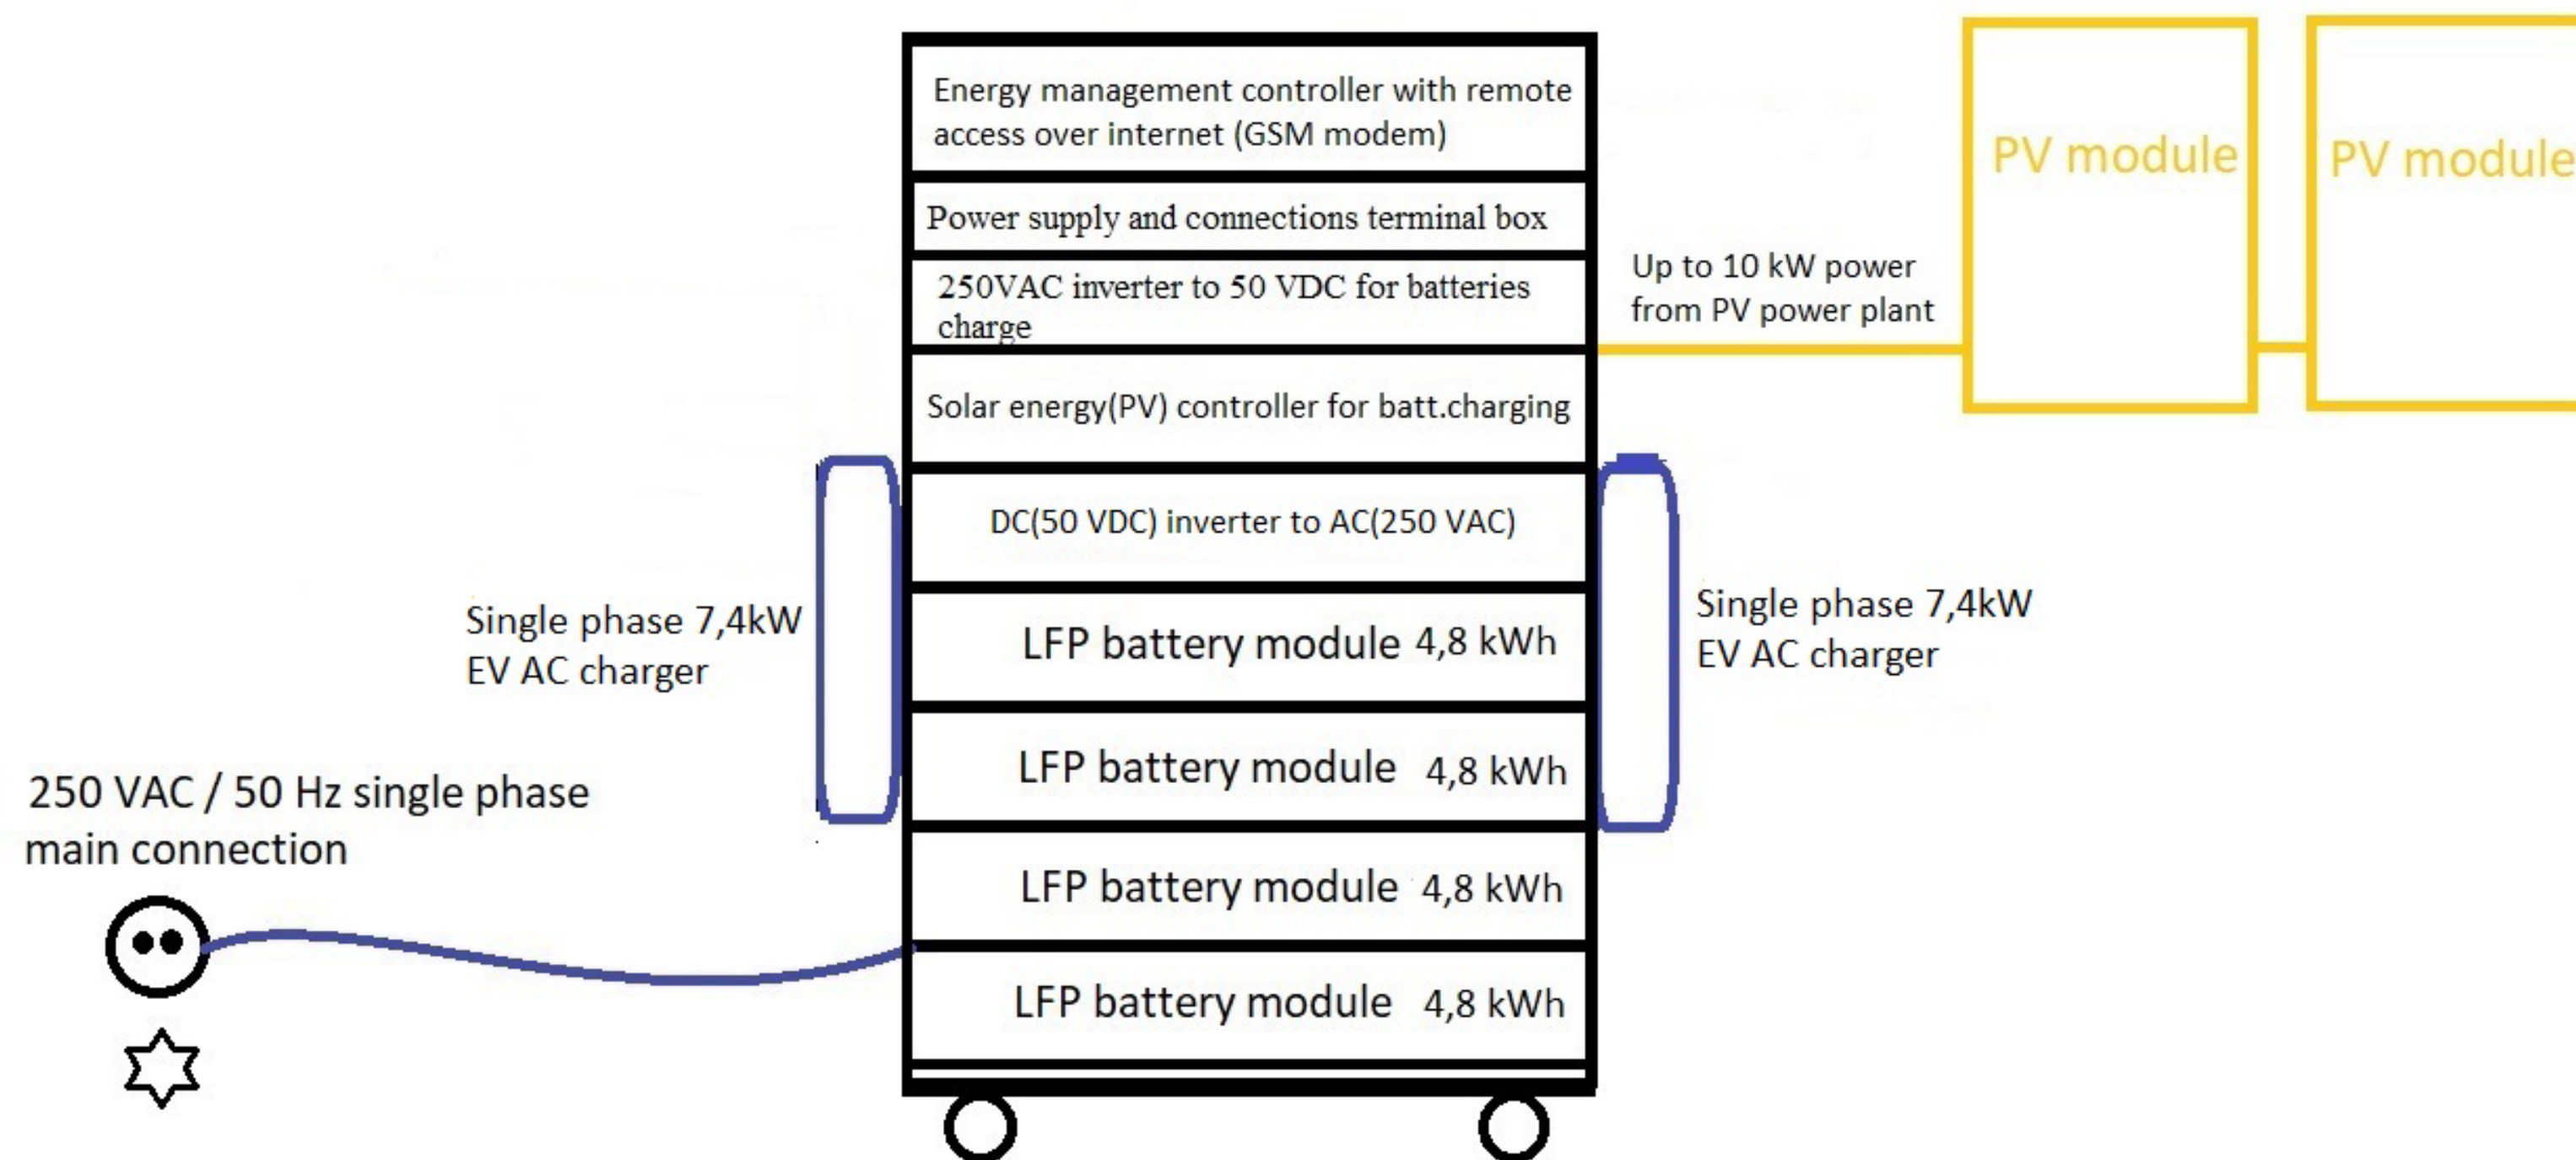 Energy management controller with remote
access over internet (GSM modem)
Power supply and connections terminal box
250VAC inverter to 50 VDC for batteries
charge
Solar energy(PV) controller for batt.charging
DC(50 VDC) inverter to AC(250 VAC)
LFP battery module 4,8 kWh
LFP battery module 4,8 kWh
LFP battery module 4,8 kWh
LFP battery module 4,8 kWh
PV module
PV module
Up to 10 kW power
from PV power plant
Single phase 7,4kW
EV AC charger
Single phase 7,4kW
EV AC charger
250 VAC / 50 Hz single phase
main connection